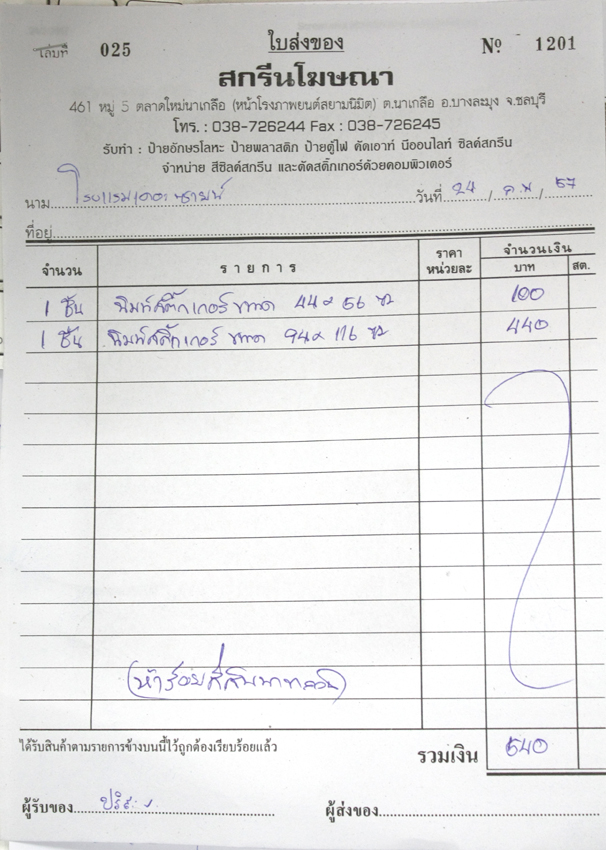 ใบส่งของ
เล่มที่ 025 Nº 1201
สกรีนโฆษณา
461 หมู่ 5 ตลาดใหม่นาเกลือ (หน้าโรงภาพยนต์สยามนิมิต) ต.นาเกลือ อ.บางละมุง จ.ชลบุรี
โทร. : 038-726244 Fax : 038-726245
รับทำ : ป้ายอักษรโลหะ ป้ายพลาสติก ป้ายตู้ไฟ คัตเอาท์ นีออนไลท์ ซิลค์สกรีน
จำหน่าย สีซิลค์สกรีน และตัดสติ๊กเกอร์ด้วยคอมพิวเตอร์
นาม โรงแรมเดอะ วันที่ 24 / ค.พ / 57
ที่อยู่
จำนวน รายการ ราคาหน่วยละ จำนวนเงิน บาท สต.
1 ชิ้น พิมพ์สติ๊กเกอร์ ขนาด 44 x 56 ซม 100
1 ชิ้น พิมพ์สติ๊กเกอร์ ขนาด 94 x 116 ซม 440
(ห้าร้อยสี่สิบบาทถ้วน)
ได้รับสินค้าตามรายการข้างบนนี้ไว้ถูกต้องเรียบร้อยแล้ว
รวมเงิน 540
ผู้รับของ ผู้ส่งของ